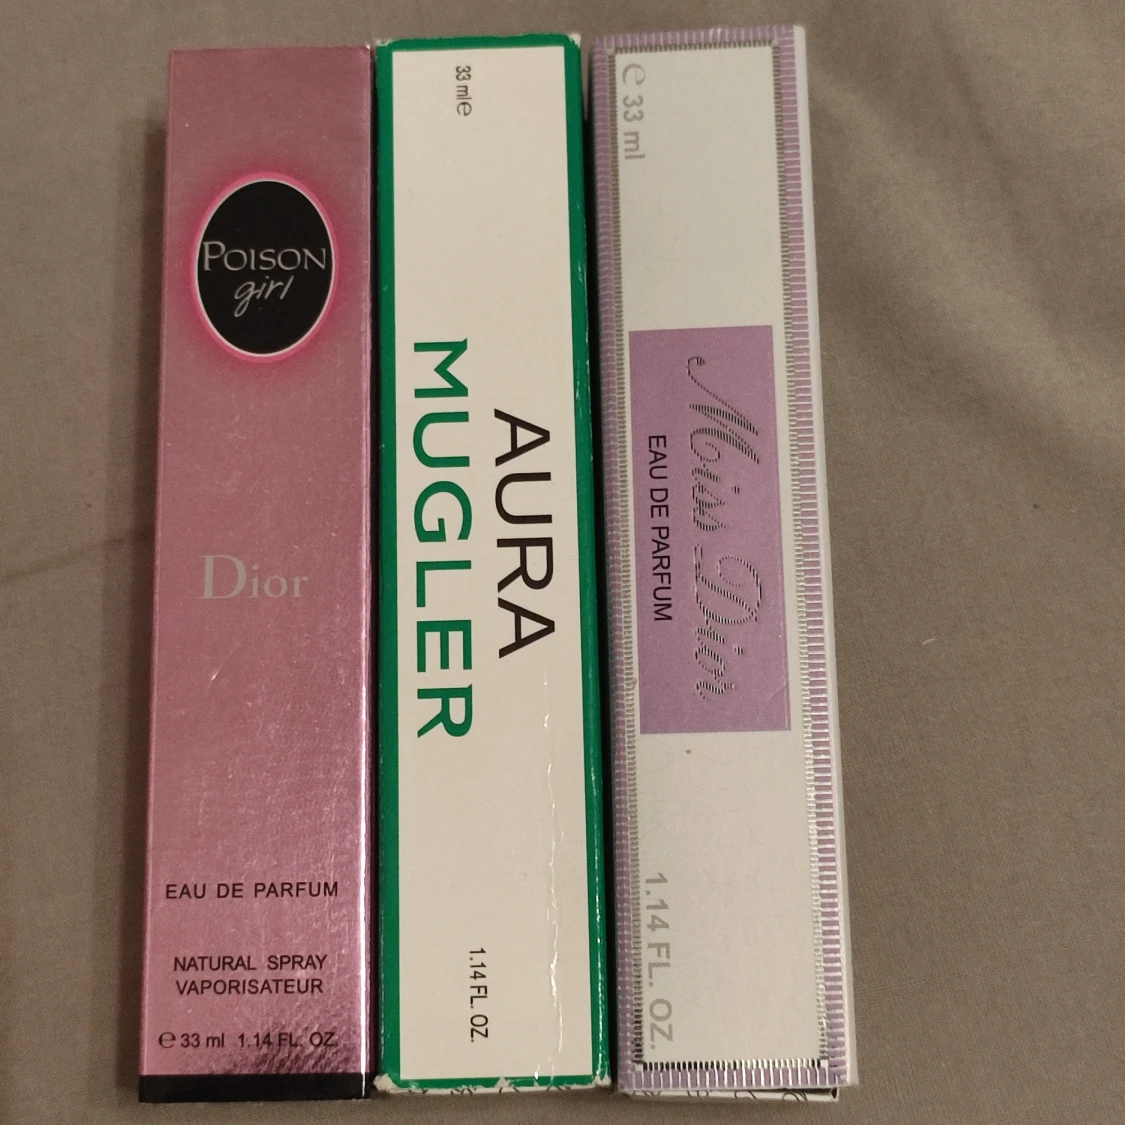 POISON
girl
Dior
EAU DE PARFUM
NATURAL SPRAY
VAPORISATEUR
℮ 33 ml 1.14 FL. OZ.
33 ml℮
AURA
MUGLER
1.14 FL. OZ.
℮ 33 ml
Miss Dior
EAU DE PARFUM
1.14 FL. OZ.